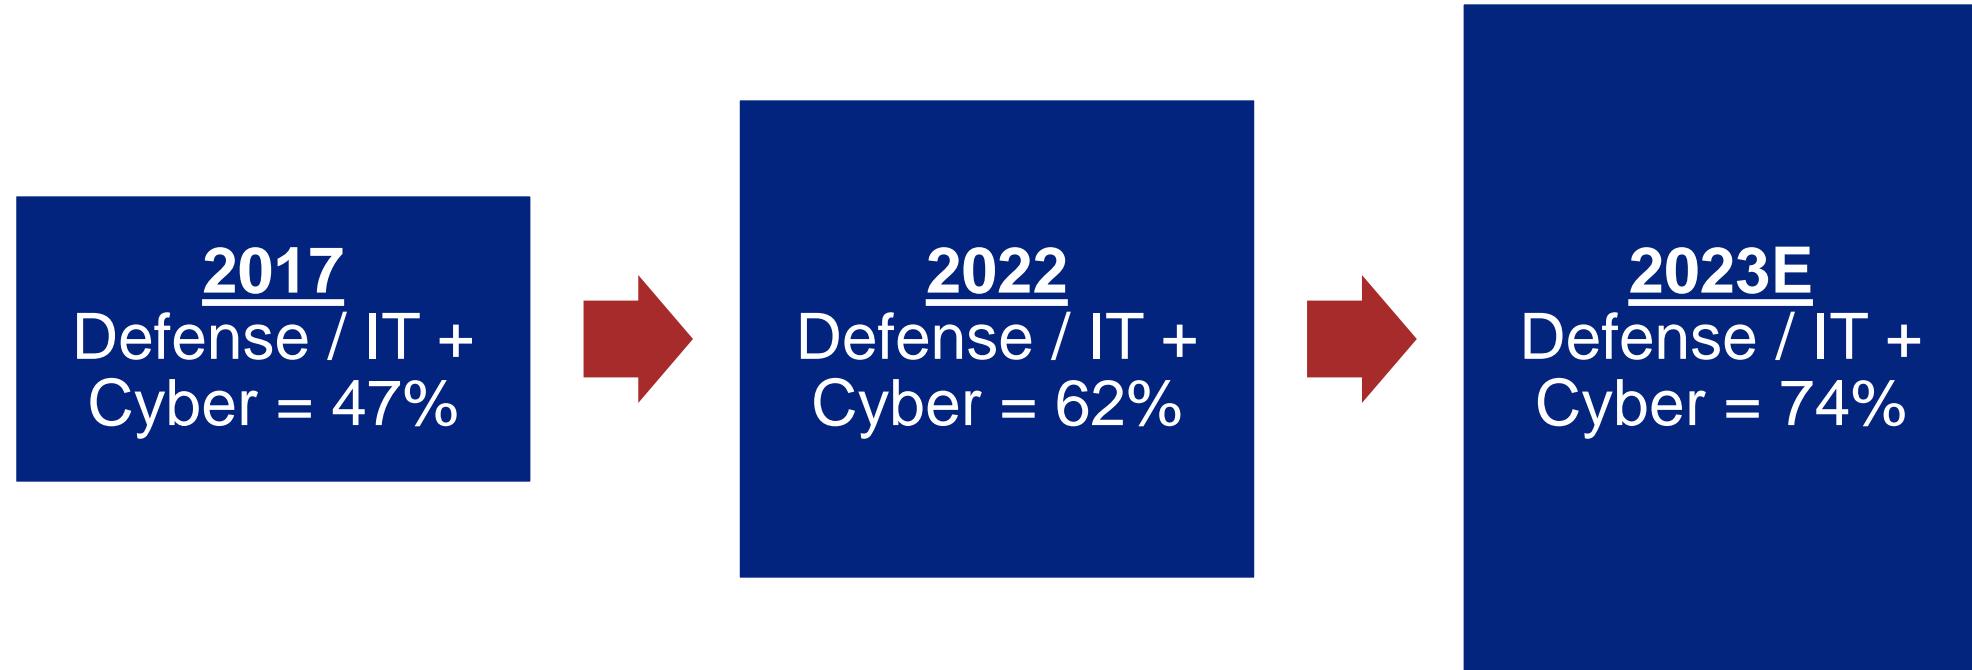 2017
Defense / IT +
Cyber = 47%
2022
Defense / IT +
Cyber = 62%
2023E
Defense / IT +
Cyber = 74%